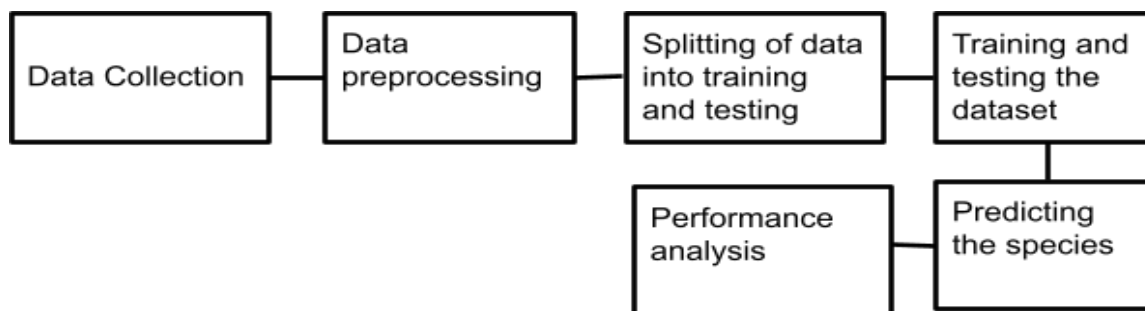 Data Collection
Data
preprocessing
Splitting of data
into training
and testing
Training and
testing the
dataset
Predicting
the species
Performance
analysis